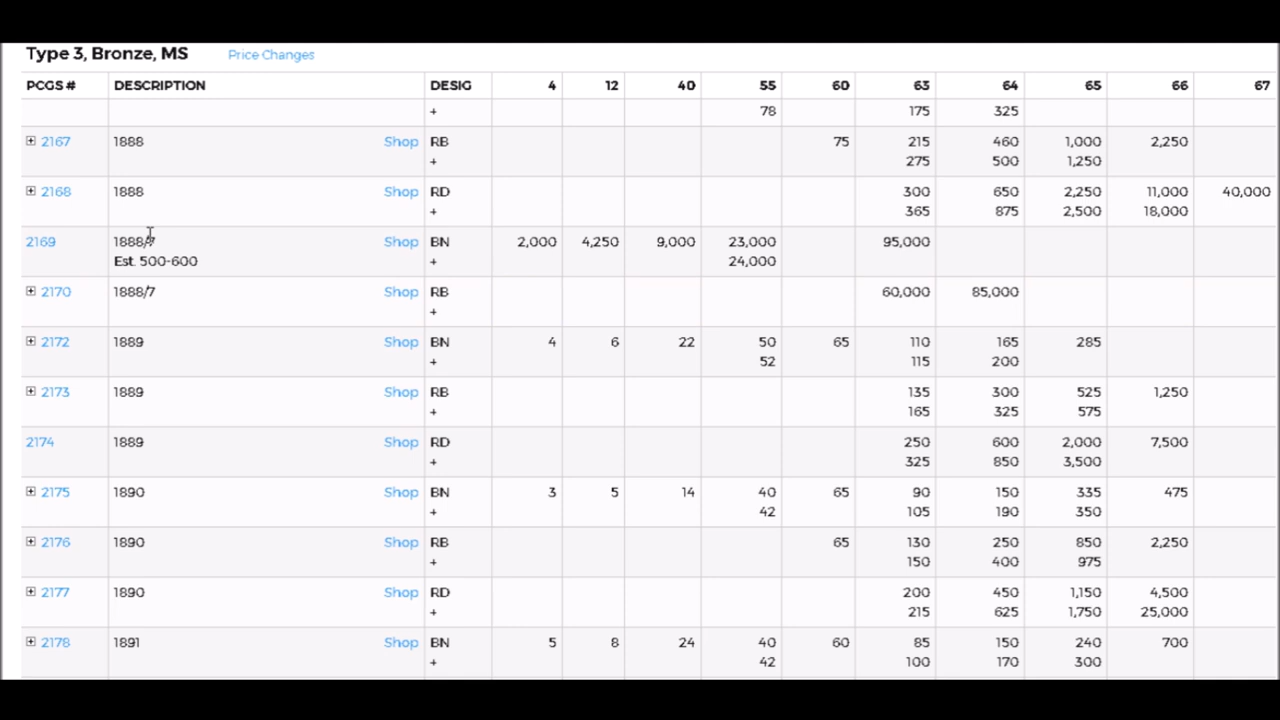 Type 3, Bronze, MS Price Changes
PCGS # DESCRIPTION DESIG 4 12 40 55 60 63 64 65 66 67
+ 78 175 325
2167 1888 Shop RB 75 215 460 1,000 2,250
+ 275 500 1,250
2168 1888 Shop RD 300 650 2,250 11,000 40,000
+ 365 875 2,500 18,000
2169 1888/7 Shop BN 2,000 4,250 9,000 23,000 95,000
Est. 500-600 + 24,000
2170 1888/7 Shop RB 60,000 85,000
+
2172 1889 Shop BN 4 6 22 50 65 110 165 285
+ 52 115 200
2173 1889 Shop RB 135 300 525 1,250
+ 165 325 575
2174 1889 Shop RD 250 600 2,000 7,500
+ 325 850 3,500
2175 1890 Shop BN 3 5 14 40 65 90 150 335 475
+ 42 105 190 350
2176 1890 Shop RB 65 130 250 850 2,250
+ 150 400 975
2177 1890 Shop RD 200 450 1,150 4,500
+ 215 625 1,750 25,000
2178 1891 Shop BN 5 8 24 40 60 85 150 240 700
+ 42 100 170 300